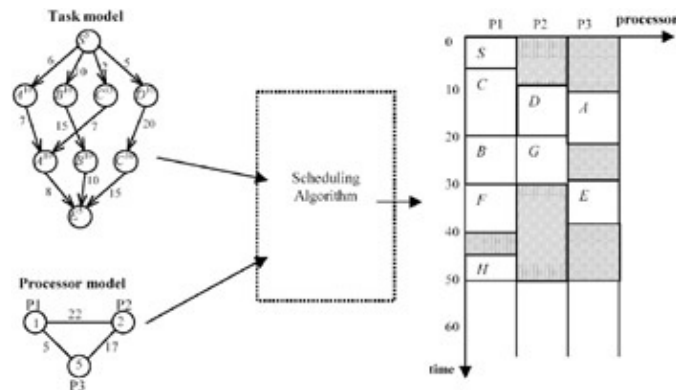 Task model
6
10
2
5
7
15
7
20
8
10
15
Processor model
P1
P2
22
1
2
5
17
5
P3
Scheduling
Algorithm
P1 P2 P3 processor
0
S
C
10
D
A
20
B
G
30
F
E
40
H
50
60
time